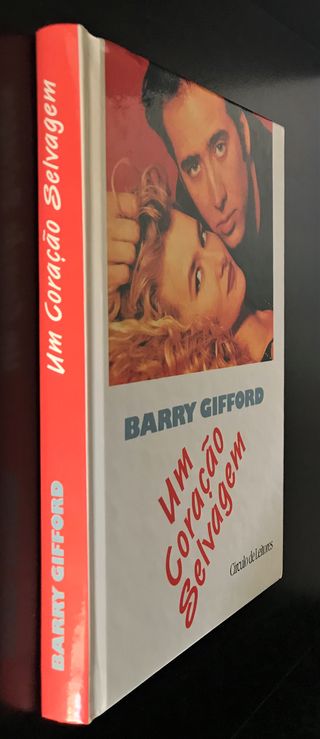 Um Coração Selvagem
BARRY GIFFORD
BARRY GIFFORD
Um
Coração
Selvagem
Círculo de Leitores